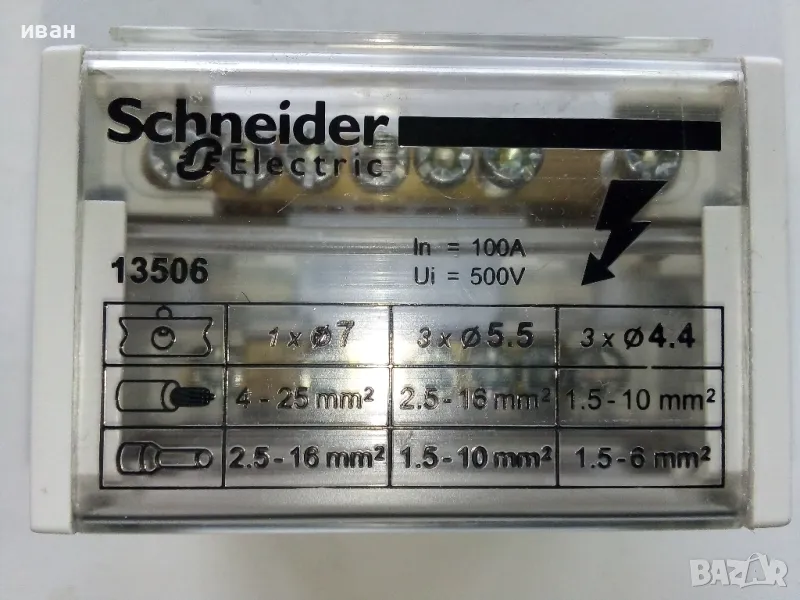 иван
Schneider
Electric
In = 100A
13506
Ui = 500V
1 x ø7 3 x ø5.5 3 x ø4.4
4 - 25 mm² 2.5 - 16 mm² 1.5 - 10 mm²
2.5 - 16 mm² 1.5 - 10 mm² 1.5 - 6 mm²
BAZAR